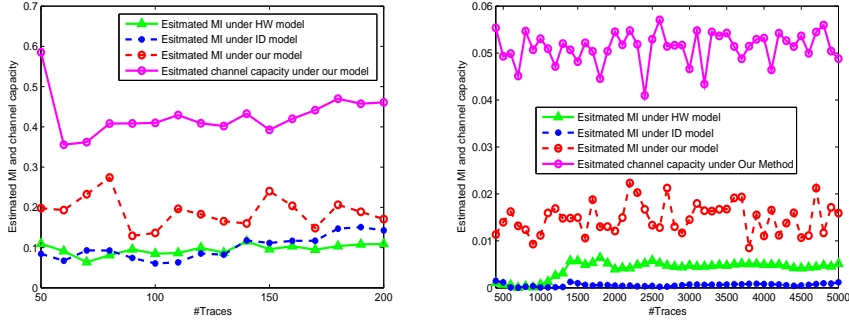 0.7
0.6
0.5
0.4
0.3
0.2
0.1
0
50
100
150
200
#Traces
Estimated MI and channel capacity
Esitmated MI under HW model
Esitmated MI under ID model
Esitmated MI under our model
Esitmated channel capacity under our model
0.06
0.05
0.04
0.03
0.02
0.01
0
500 1000 1500 2000 2500 3000 3500 4000 4500 5000
#Traces
Estimated MI and channel capacity
Esitmated MI under HW model
Esitmated MI under ID model
Esitmated MI under our model
Esitmated channel capacity under Our Method